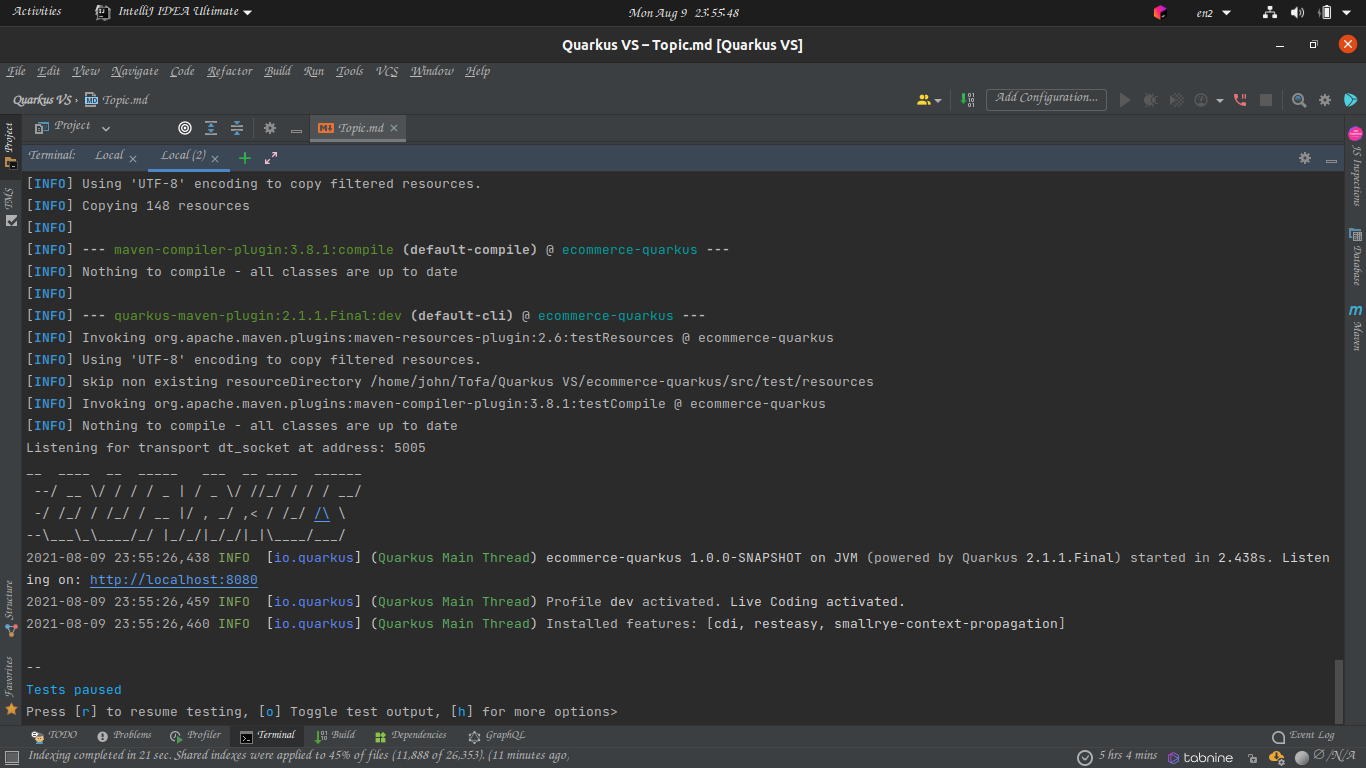 Activities IntelliJ IDEA Ultimate Mon Aug 9 23:55:48 en2
Quarkus VS – Topic.md [Quarkus VS]
File Edit View Navigate Code Refactor Build Run Tools VCS Window Help
Quarkus VS › Topic.md Add Configuration...
Project Topic.md
Terminal: Local Local (2)
[INFO] Using 'UTF-8' encoding to copy filtered resources.
[INFO] Copying 148 resources
[INFO]
[INFO] --- maven-compiler-plugin:3.8.1:compile (default-compile) @ ecommerce-quarkus ---
[INFO] Nothing to compile - all classes are up to date
[INFO]
[INFO] --- quarkus-maven-plugin:2.1.1.Final:dev (default-cli) @ ecommerce-quarkus ---
[INFO] Invoking org.apache.maven.plugins:maven-resources-plugin:2.6:testResources @ ecommerce-quarkus
[INFO] Using 'UTF-8' encoding to copy filtered resources.
[INFO] skip non existing resourceDirectory /home/john/Tofa/Quarkus VS/ecommerce-quarkus/src/test/resources
[INFO] Invoking org.apache.maven.plugins:maven-compiler-plugin:3.8.1:testCompile @ ecommerce-quarkus
[INFO] Nothing to compile - all classes are up to date
Listening for transport dt_socket at address: 5005
__  ____  __  _____   ___  __ ____  ______
 --/ __ \/ / / / _ | / _ \/ //_/ / / / __/
 -/ /_/ / /_/ / __ |/ , _/ ,< / /_/ /\ \
--\___\_\____/_/ |_/_/|_/_/|_|\____/___/
2021-08-09 23:55:26,438 INFO  [io.quarkus] (Quarkus Main Thread) ecommerce-quarkus 1.0.0-SNAPSHOT on JVM (powered by Quarkus 2.1.1.Final) started in 2.438s. Listen
ing on: http://localhost:8080
2021-08-09 23:55:26,459 INFO  [io.quarkus] (Quarkus Main Thread) Profile dev activated. Live Coding activated.
2021-08-09 23:55:26,460 INFO  [io.quarkus] (Quarkus Main Thread) Installed features: [cdi, resteasy, smallrye-context-propagation]
--
Tests paused
Press [r] to resume testing, [o] Toggle test output, [h] for more options>
Project
TMS
Structure
Favorites
JS Inspections
Database
Maven
TODO Problems Profiler Terminal Build Dependencies GraphQL Event Log
Indexing completed in 21 sec. Shared indexes were applied to 45% of files (11,888 of 26,353). (11 minutes ago) 5 hrs 4 mins tabnine Ø /N/A